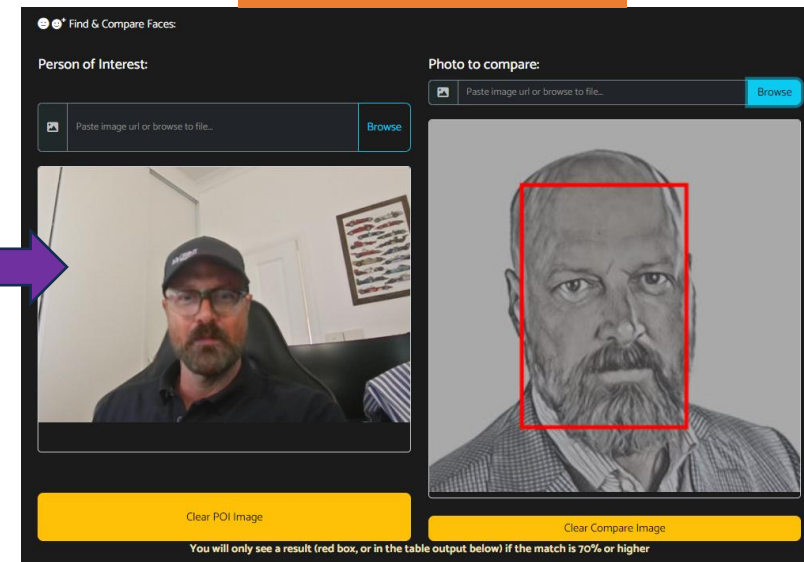 Find & Compare Faces:
Person of Interest:
Paste image url or browse to file...
Browse
Clear POI Image
Photo to compare:
Paste image url or browse to file...
Browse
Clear Compare Image
You will only see a result (red box, or in the table output below) if the match is 70% or higher